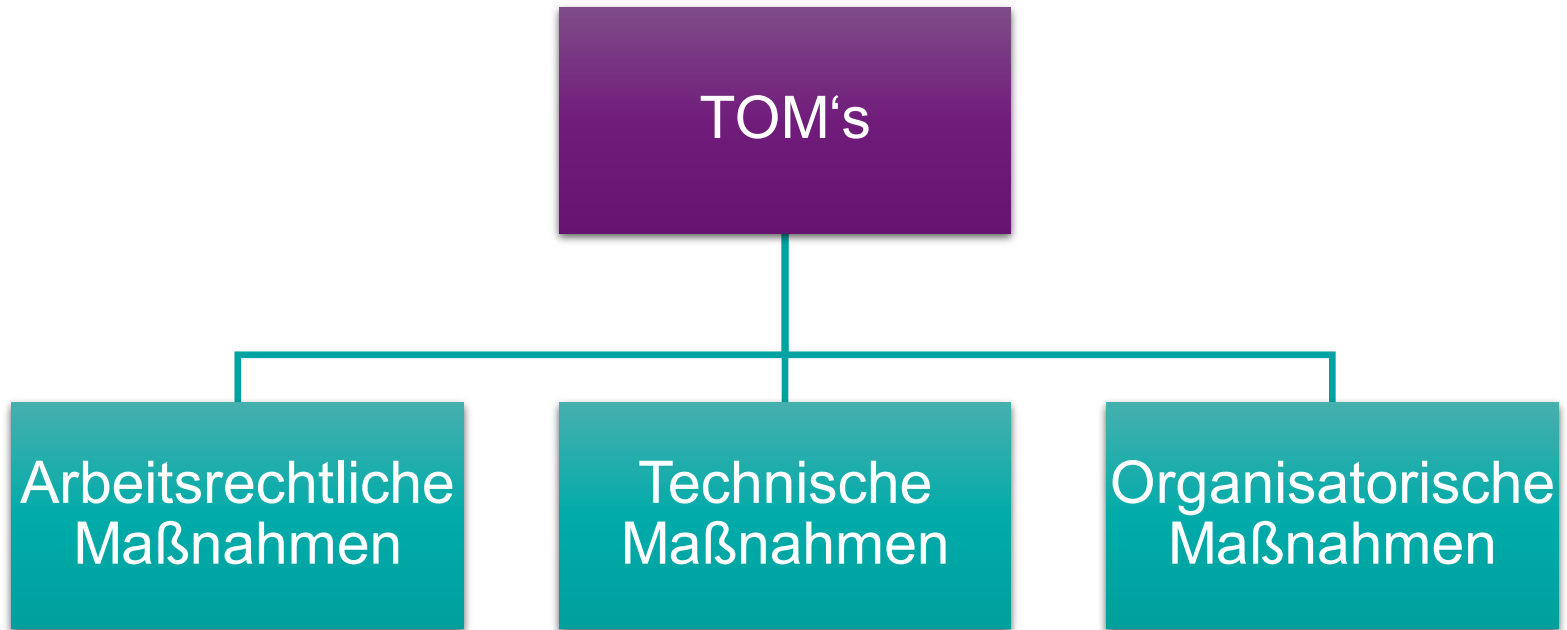 TOM‘s
Arbeitsrechtliche
Maßnahmen
Technische
Maßnahmen
Organisatorische
Maßnahmen